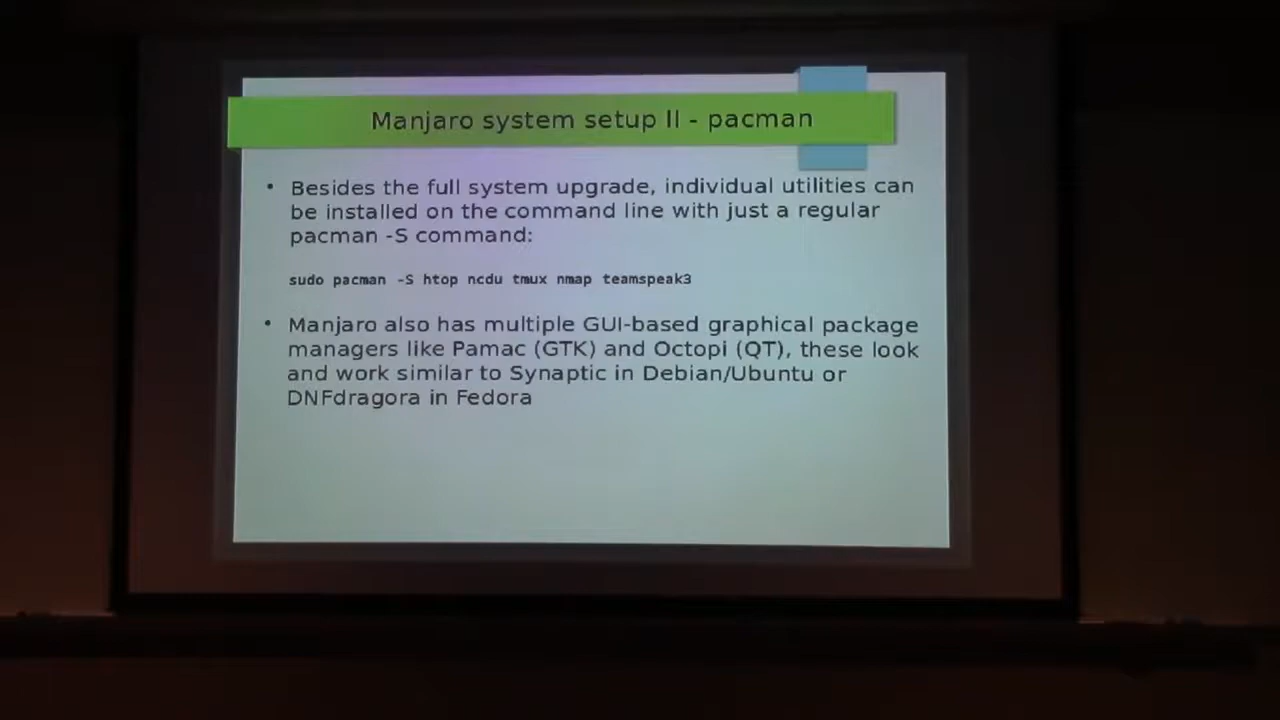 Manjaro system setup II - pacman
• Besides the full system upgrade, individual utilities can
be installed on the command line with just a regular
pacman -S command:
sudo pacman -S htop ncdu tmux nmap teamspeak3
• Manjaro also has multiple GUI-based graphical package
managers like Pamac (GTK) and Octopi (QT), these look
and work similar to Synaptic in Debian/Ubuntu or
DNFdragora in Fedora